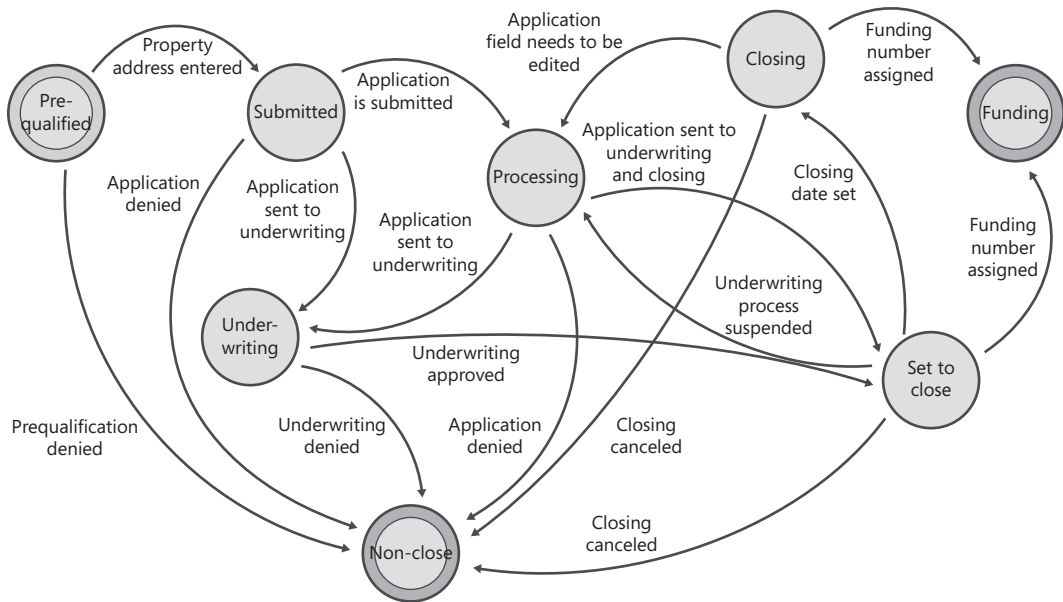 Property
address entered
Application
field needs to be
edited
Closing
Funding
number
assigned
Pre-
qualified
Submitted
Application
is submitted
Funding
Processing
Application sent to
underwriting
and closing
Closing
date set
Application
denied
Application
sent to
underwriting
Application
sent to
underwriting
Funding
number
assigned
Under-
writing
Underwriting
process
suspended
Underwriting
approved
Set to
close
Prequalification
denied
Underwriting
denied
Application
denied
Closing
canceled
Non-close
Closing
canceled